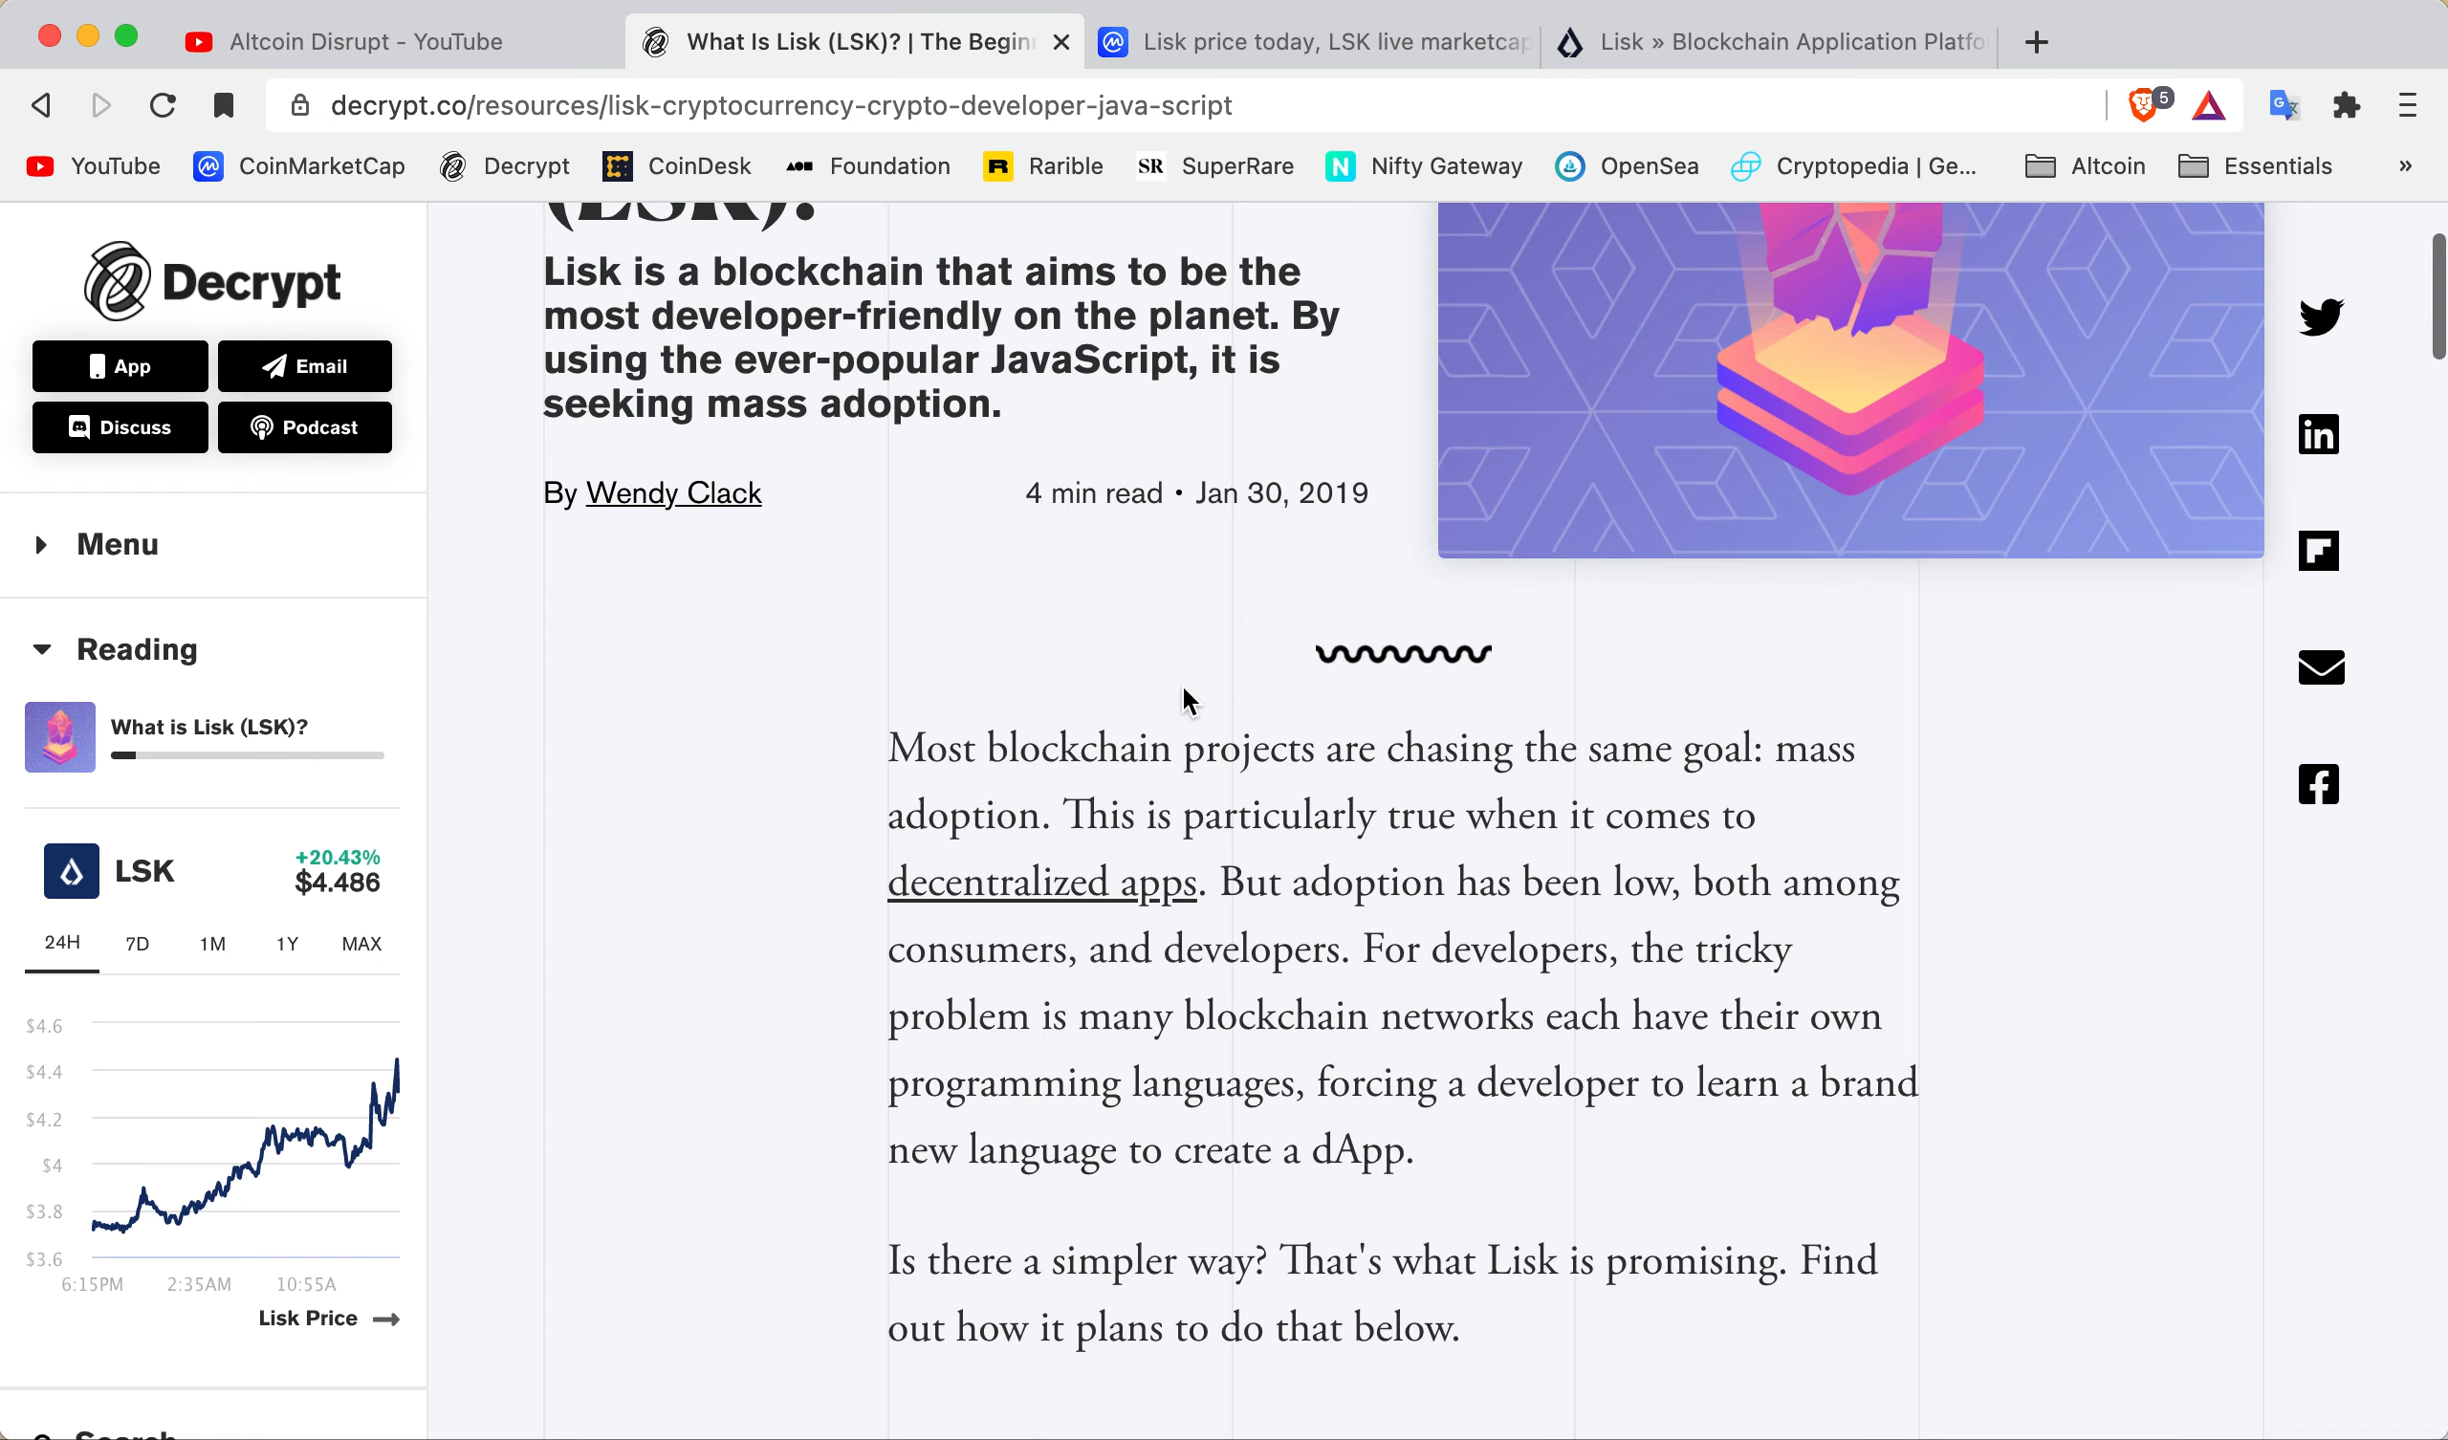 Altcoin Disrupt - YouTube
What Is Lisk (LSK)? | The Begin
Lisk price today, LSK live marketcap
Lisk » Blockchain Application Platfo
decrypt.co/resources/lisk-cryptocurrency-crypto-developer-java-script
5
YouTube
CoinMarketCap
Decrypt
CoinDesk
Foundation
R
Rarible
SR
SuperRare
N
Nifty Gateway
OpenSea
Cryptopedia | Ge...
Altcoin
Essentials
»
Decrypt
App
Email
Discuss
Podcast
Menu
Reading
What is Lisk (LSK)?
LSK
+20.43%
$4.486
24H 7D 1M 1Y MAX
$4.6
$4.4
$4.2
$4
$3.8
$3.6
6:15PM 2:35AM 10:55A
Lisk Price
Search
(LSK)?
Lisk is a blockchain that aims to be the
most developer-friendly on the planet. By
using the ever-popular JavaScript, it is
seeking mass adoption.
By Wendy Clack
4 min read • Jan 30, 2019
Most blockchain projects are chasing the same goal: mass
adoption. This is particularly true when it comes to
decentralized apps. But adoption has been low, both among
consumers, and developers. For developers, the tricky
problem is many blockchain networks each have their own
programming languages, forcing a developer to learn a brand
new language to create a dApp.
Is there a simpler way? That's what Lisk is promising. Find
out how it plans to do that below.
in